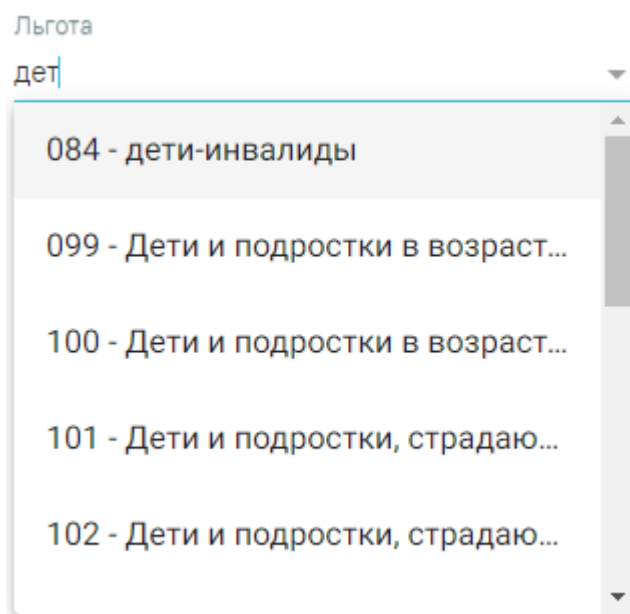 Льгота
дет
084 - дети-инвалиды
099 - Дети и подростки в возраст...
100 - Дети и подростки в возраст...
101 - Дети и подростки, страдаю...
102 - Дети и подростки, страдаю...